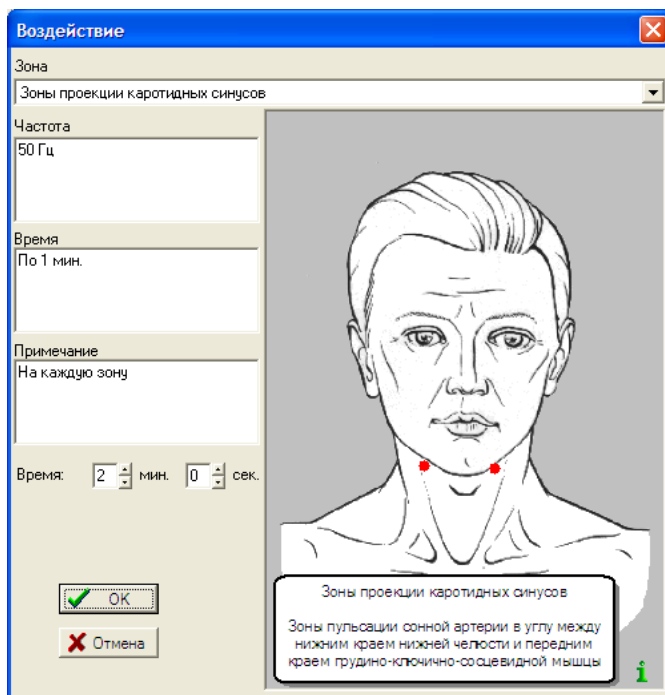 Воздействие
Зона
Зоны проекции каротидных синусов
Частота
50 Гц
Время
По 1 мин.
Примечание
На каждую зону
Время: 2 мин. 0 сек.
OK
Отмена
Зоны проекции каротидных синусов
Зоны пульсации сонной артерии в углу между
нижним краем нижней челюсти и передним
краем грудино-ключично-сосцевидной мышцы
i